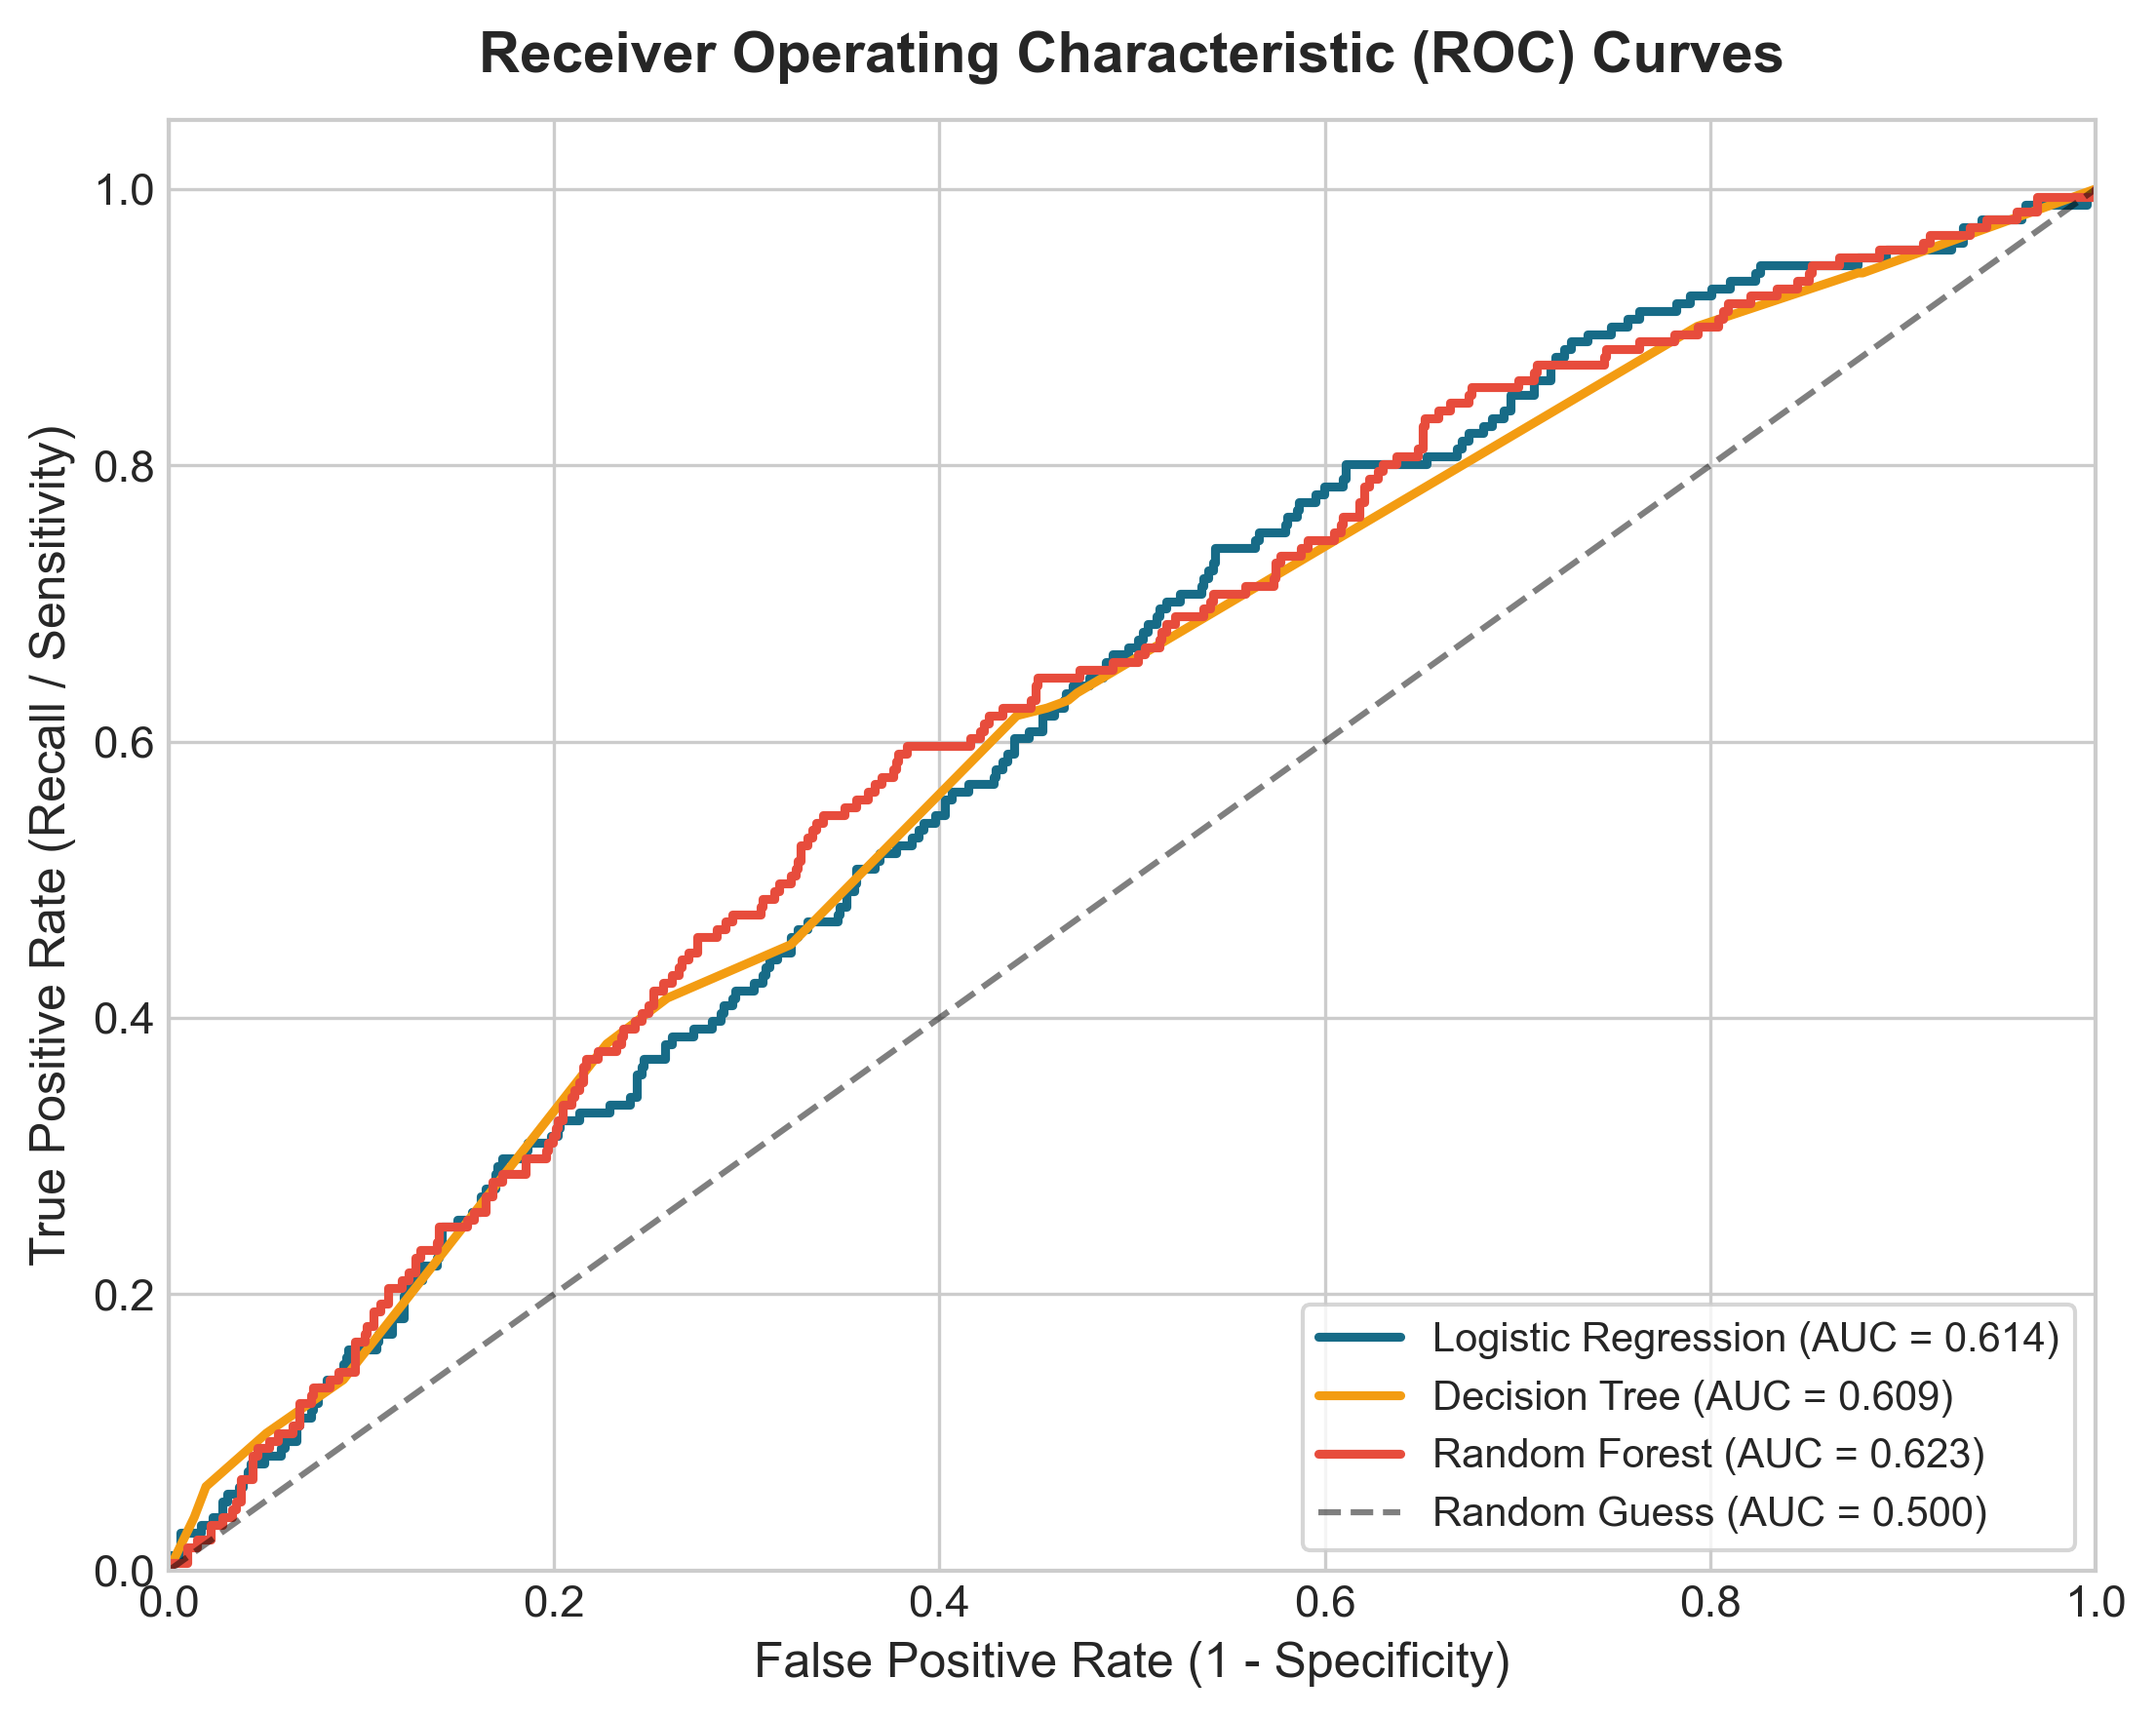 Receiver Operating Characteristic (ROC) Curves
True Positive Rate (Recall / Sensitivity)
1.0
0.8
0.6
0.4
0.2
0.0
0.0 0.2 0.4 0.6 0.8 1.0
False Positive Rate (1 - Specificity)
Logistic Regression (AUC = 0.614)
Decision Tree (AUC = 0.609)
Random Forest (AUC = 0.623)
Random Guess (AUC = 0.500)